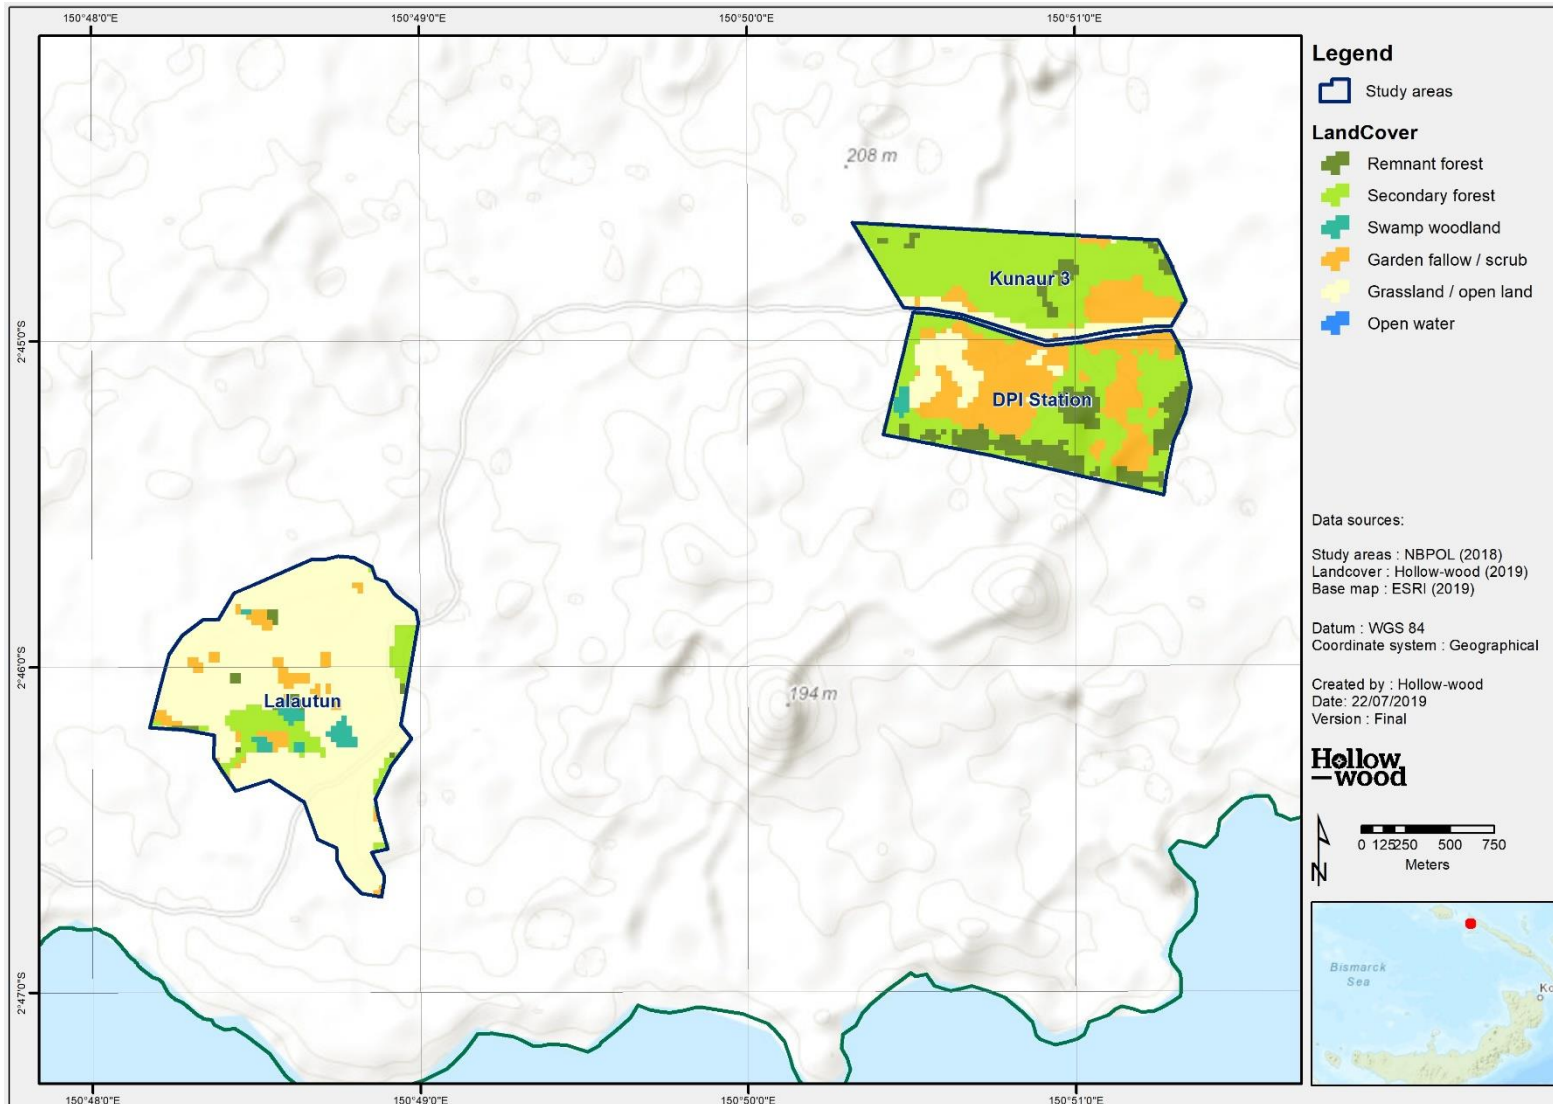 150°48'0"E
150°49'0"E
150°50'0"E
150°51'0"E
208 m
Kunaur 3
DPI Station
Lalautun
194 m
2°45'0"S
2°46'0"S
2°47'0"S
150°48'0"E
150°49'0"E
150°50'0"E
150°51'0"E
Legend
Study areas
LandCover
Remnant forest
Secondary forest
Swamp woodland
Garden fallow / scrub
Grassland / open land
Open water
Data sources:
Study areas : NBPOL (2018)
Landcover : Hollow-wood (2019)
Base map : ESRI (2019)
Datum : WGS 84
Coordinate system : Geographical
Created by : Hollow-wood
Date: 22/07/2019
Version : Final
Hollow
—wood
N
0 125 250 500 750
Meters
Bismarck
Sea
Ko